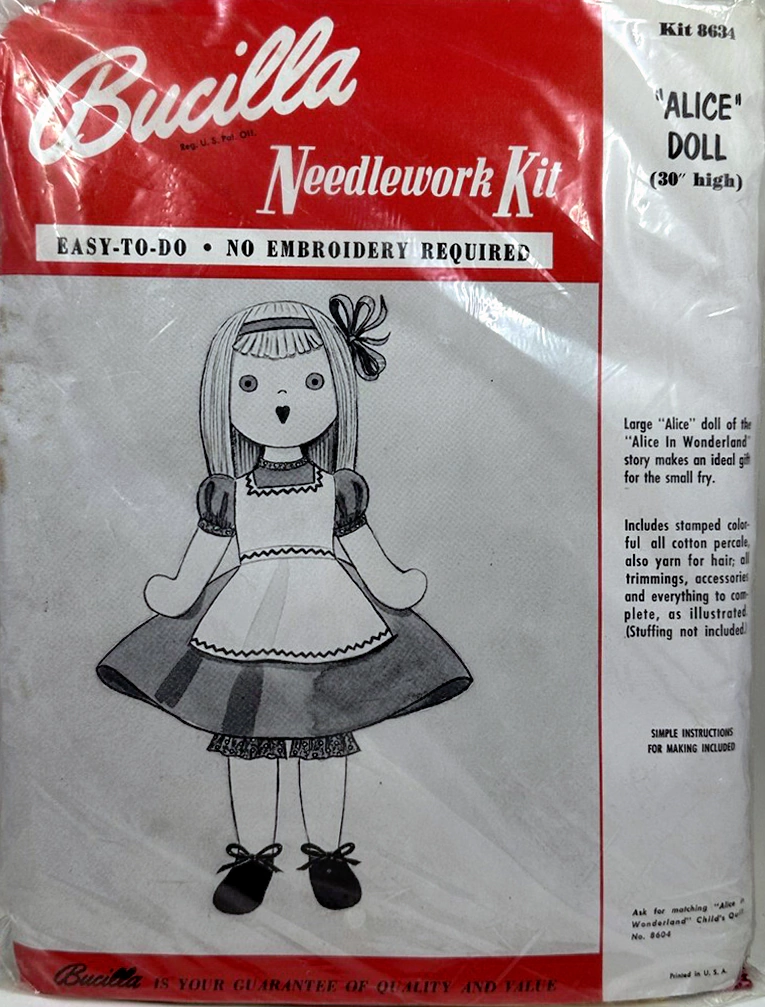 Bucilla
Reg. U. S. Pat. Off.
Needlework Kit
EASY-TO-DO • NO EMBROIDERY REQUIRED
Kit 8634
"ALICE"
DOLL
(30" high)
Large "Alice" doll of the
"Alice In Wonderland"
story makes an ideal gift
for the small fry.
Includes stamped color-
ful all cotton percale,
also yarn for hair; all
trimmings, accessories
and everything to com-
plete, as illustrated.
(Stuffing not included.)
SIMPLE INSTRUCTIONS
FOR MAKING INCLUDED
Ask for matching "Alice in
Wonderland" Child's Quilt
No. 8604
Printed in U. S. A.
Bucilla IS YOUR GUARANTEE OF QUALITY AND VALUE